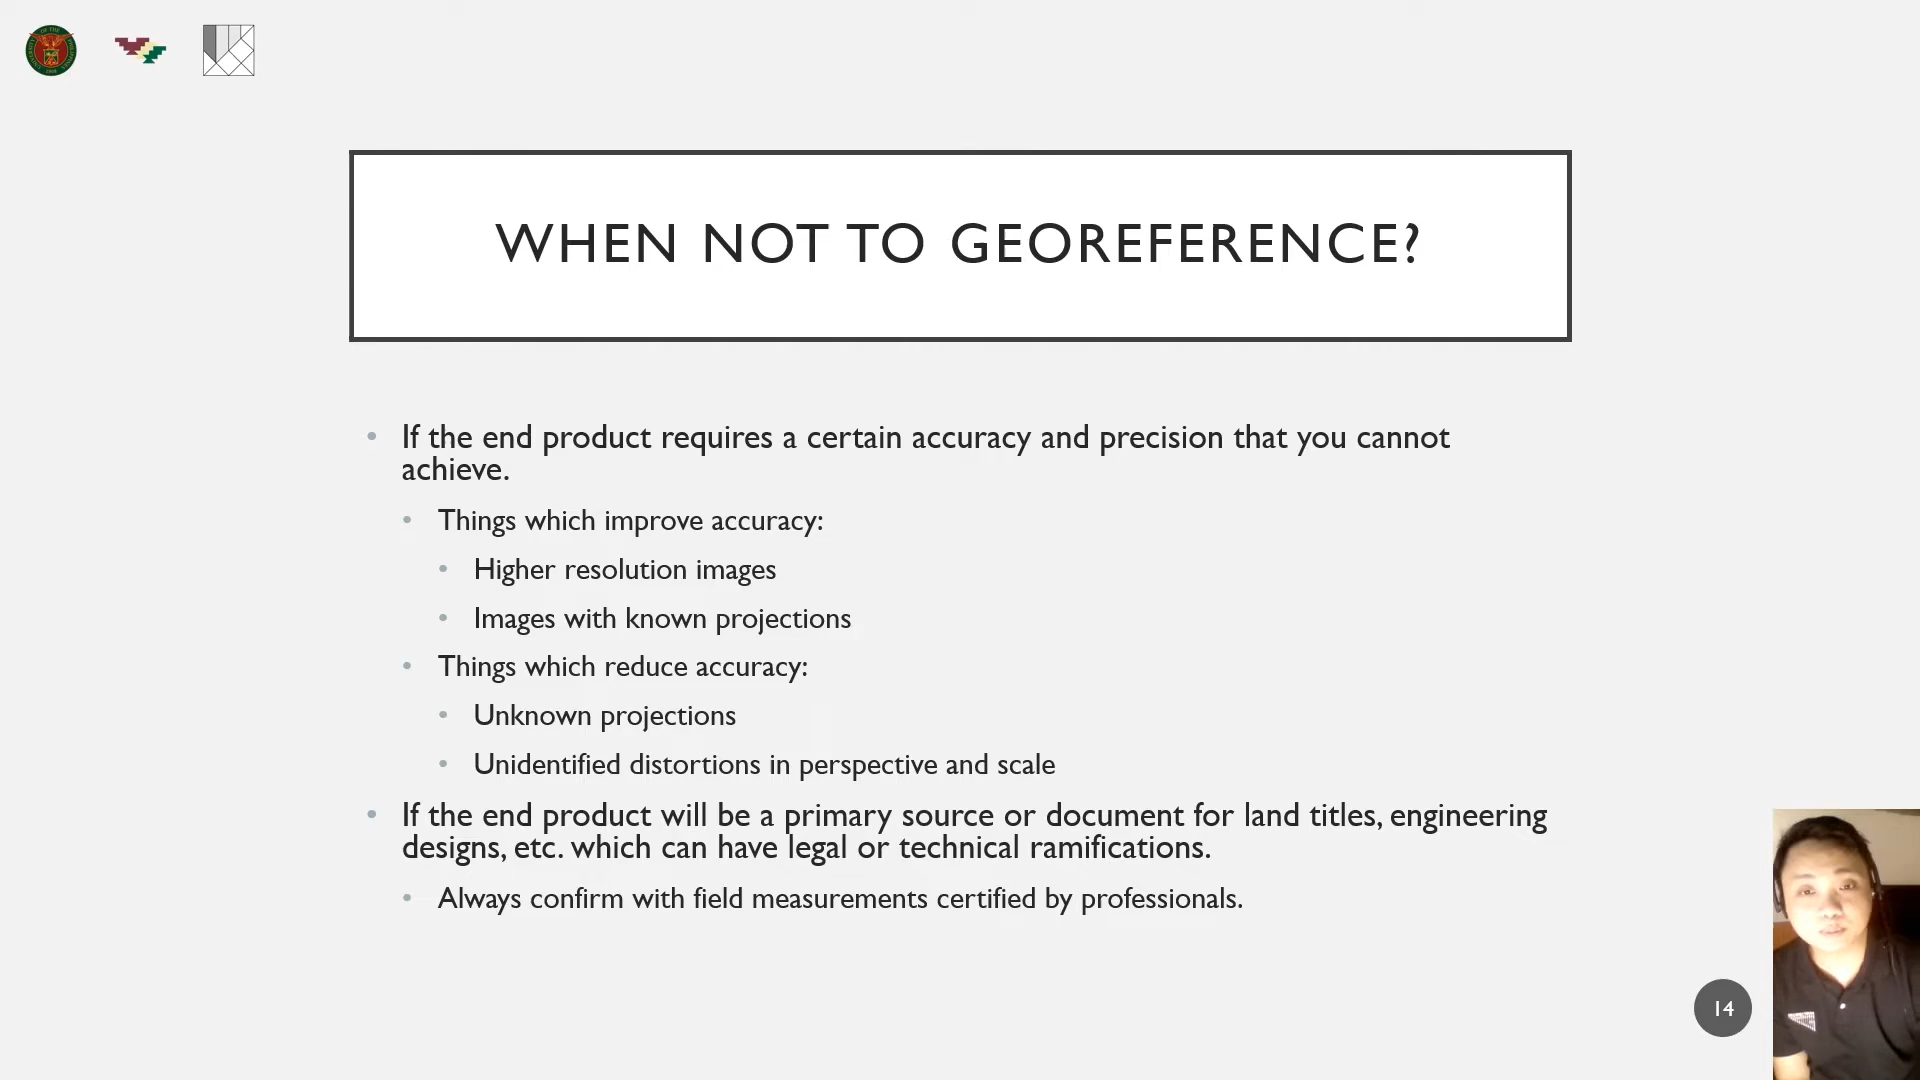 WHEN NOT TO GEOREFERENCE?
• If the end product requires a certain accuracy and precision that you cannot
achieve.
• Things which improve accuracy:
• Higher resolution images
• Images with known projections
• Things which reduce accuracy:
• Unknown projections
• Unidentified distortions in perspective and scale
• If the end product will be a primary source or document for land titles, engineering
designs, etc. which can have legal or technical ramifications.
• Always confirm with field measurements certified by professionals.
14